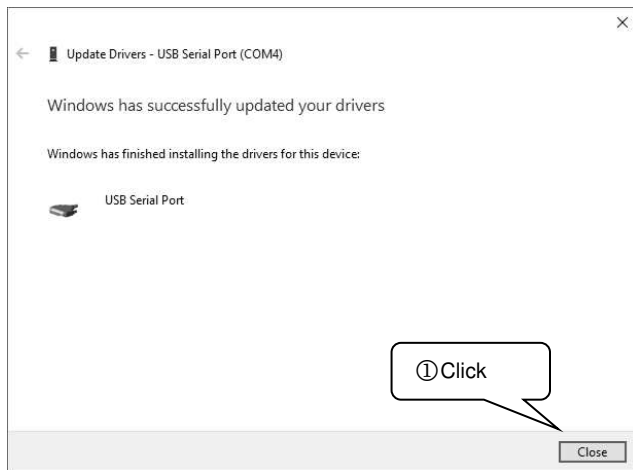 Update Drivers - USB Serial Port (COM4)
Windows has successfully updated your drivers
Windows has finished installing the drivers for this device:
USB Serial Port
①Click
Close